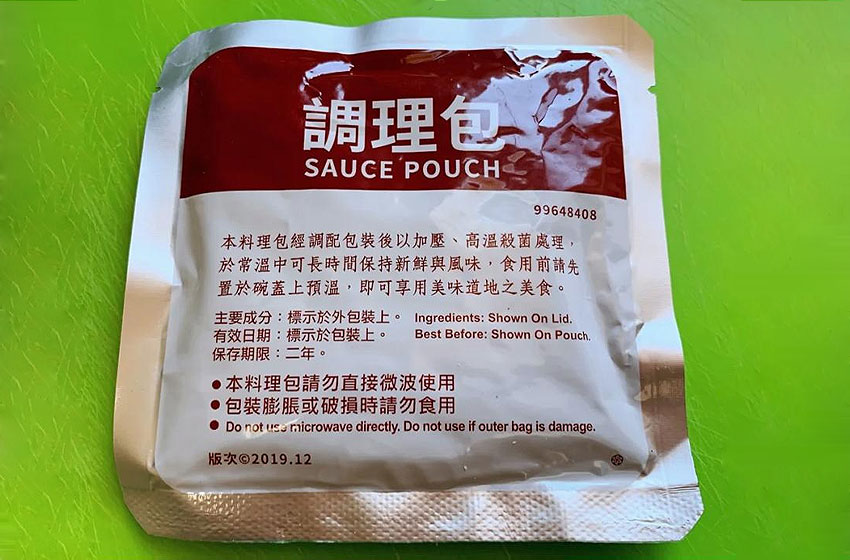 調理包
SAUCE POUCH
99648408
本料理包經調配包裝後以加壓、高溫殺菌處理，
於常溫中可長時間保持新鮮與風味，食用前請先
置於碗蓋上預溫，即可享用美味道地之美食。
主要成分：標示於外包裝上。 Ingredients: Shown On Lid.
有效日期：標示於包裝上。 Best Before: Shown On Pouch.
保存期限：二年。
●本料理包請勿直接微波使用
●包裝膨脹或破損時請勿食用
● Do not use microwave directly. Do not use if outer bag is damage.
版次©2019.12